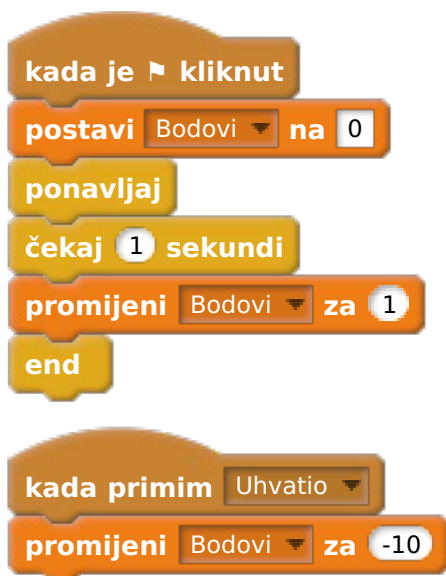 kada je ⚑ kliknut
postavi Bodovi na 0
ponavljaj
čekaj 1 sekundi
promijeni Bodovi za 1
end
kada primim Uhvatio
promijeni Bodovi za -10